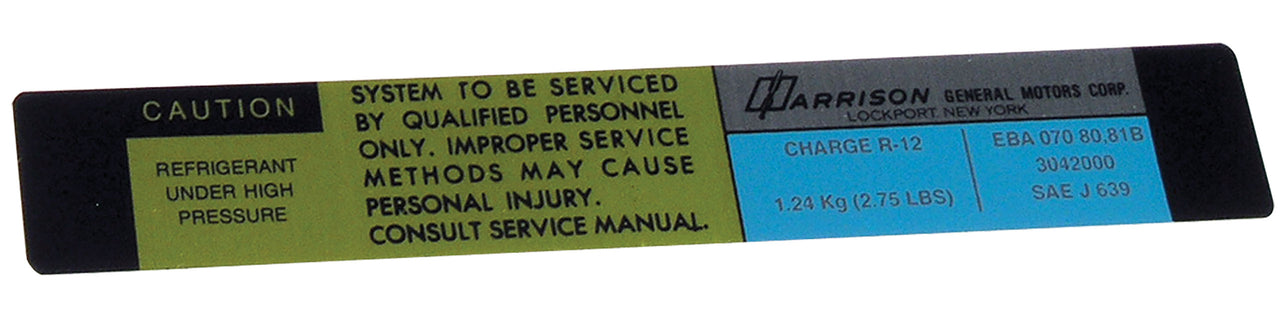 CAUTION
REFRIGERANT
UNDER HIGH
PRESSURE
SYSTEM TO BE SERVICED
BY QUALIFIED PERSONNEL
ONLY. IMPROPER SERVICE
METHODS MAY CAUSE
PERSONAL INJURY.
CONSULT SERVICE MANUAL.
HARRISON GENERAL MOTORS CORP.
LOCKPORT, NEW YORK
CHARGE R-12
1.24 Kg (2.75 LBS)
EBA 070 80,81B
3042000
SAE J 639